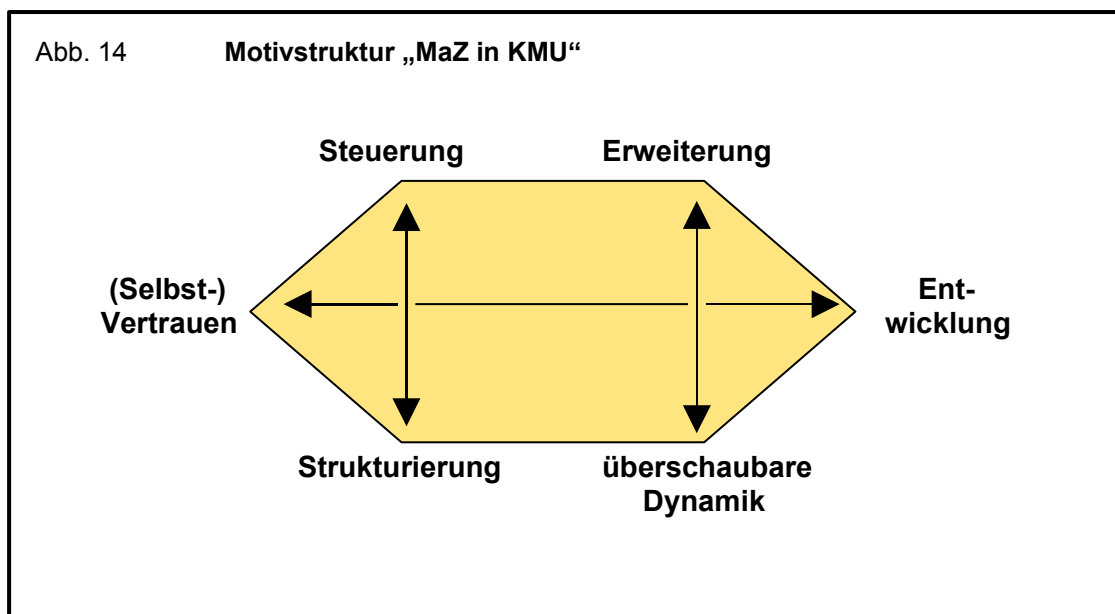 Abb. 14 Motivstruktur „MaZ in KMU“
Steuerung Erweiterung
(Selbst-)
Vertrauen
Ent-
wicklung
Strukturierung
überschaubare
Dynamik